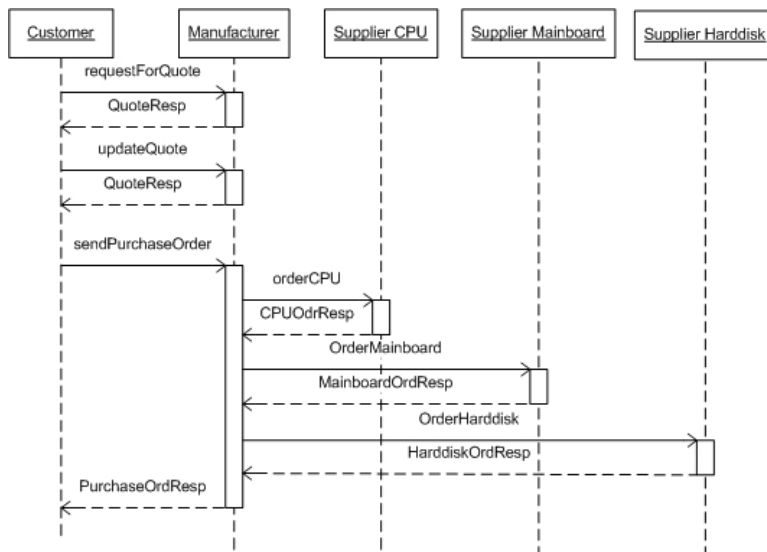 Customer
Manufacturer
Supplier CPU
Supplier Mainboard
Supplier Harddisk
requestForQuote
QuoteResp
updateQuote
QuoteResp
sendPurchaseOrder
orderCPU
CPUOdrResp
OrderMainboard
MainboardOrdResp
OrderHarddisk
HarddiskOrdResp
PurchaseOrdResp